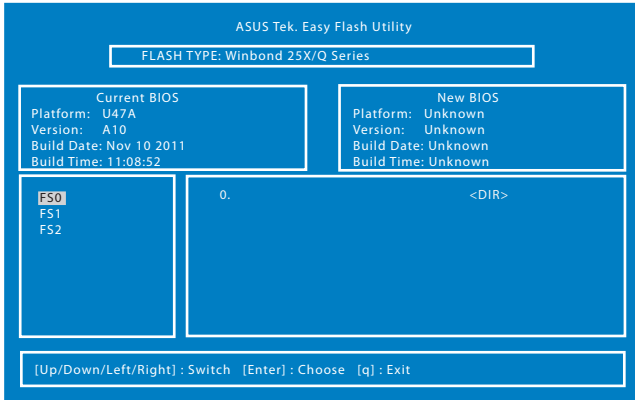 ASUS Tek. Easy Flash Utility
FLASH TYPE: Winbond 25X/Q Series
Current BIOS
Platform: U47A
Version: A10
Build Date: Nov 10 2011
Build Time: 11:08:52
New BIOS
Platform: Unknown
Version: Unknown
Build Date: Unknown
Build Time: Unknown
FS0
FS1
FS2
0. <DIR>
[Up/Down/Left/Right] : Switch [Enter] : Choose [q] : Exit